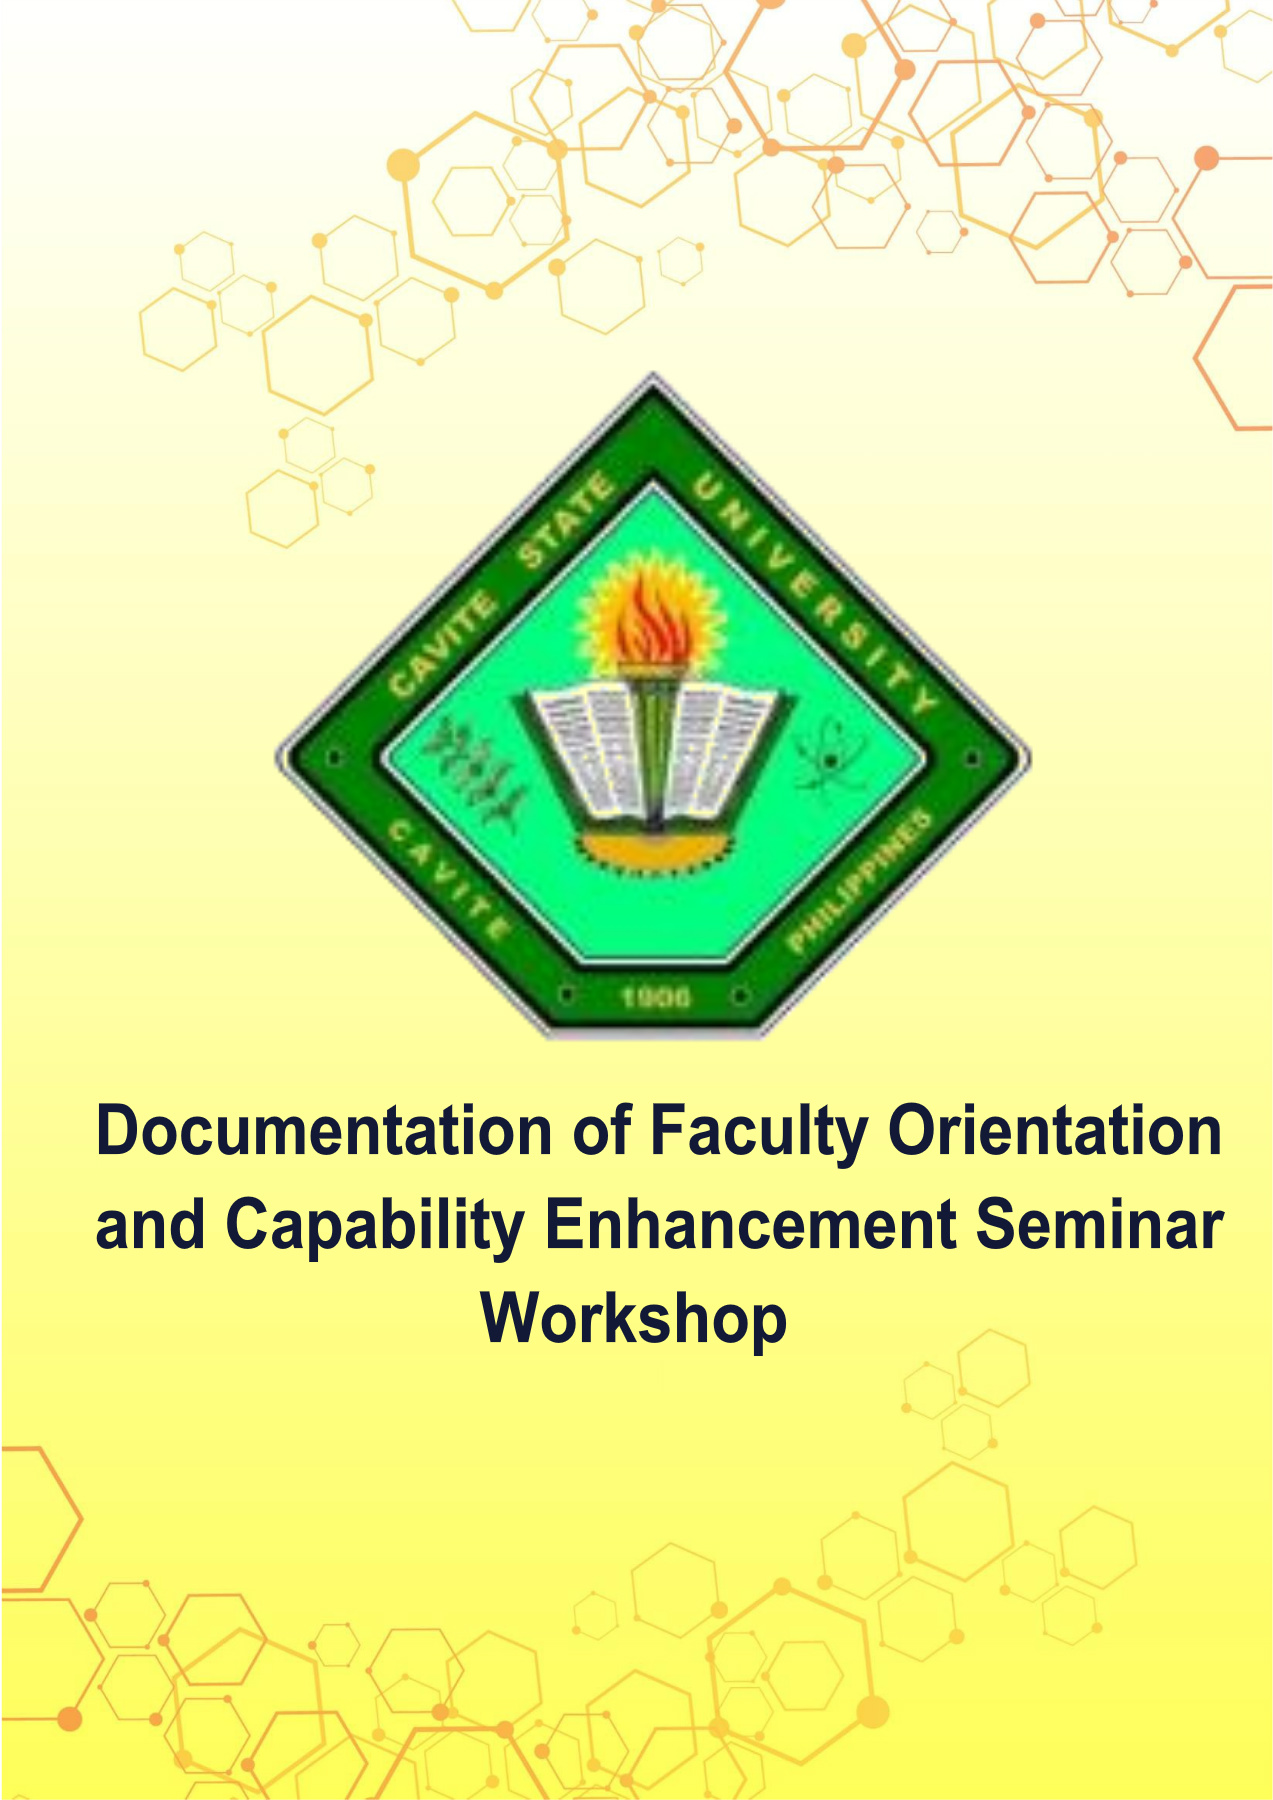 CAVITE STATE UNIVERSITY
CAVITE
PHILIPPINES
1906
Documentation of Faculty Orientation
and Capability Enhancement Seminar
Workshop